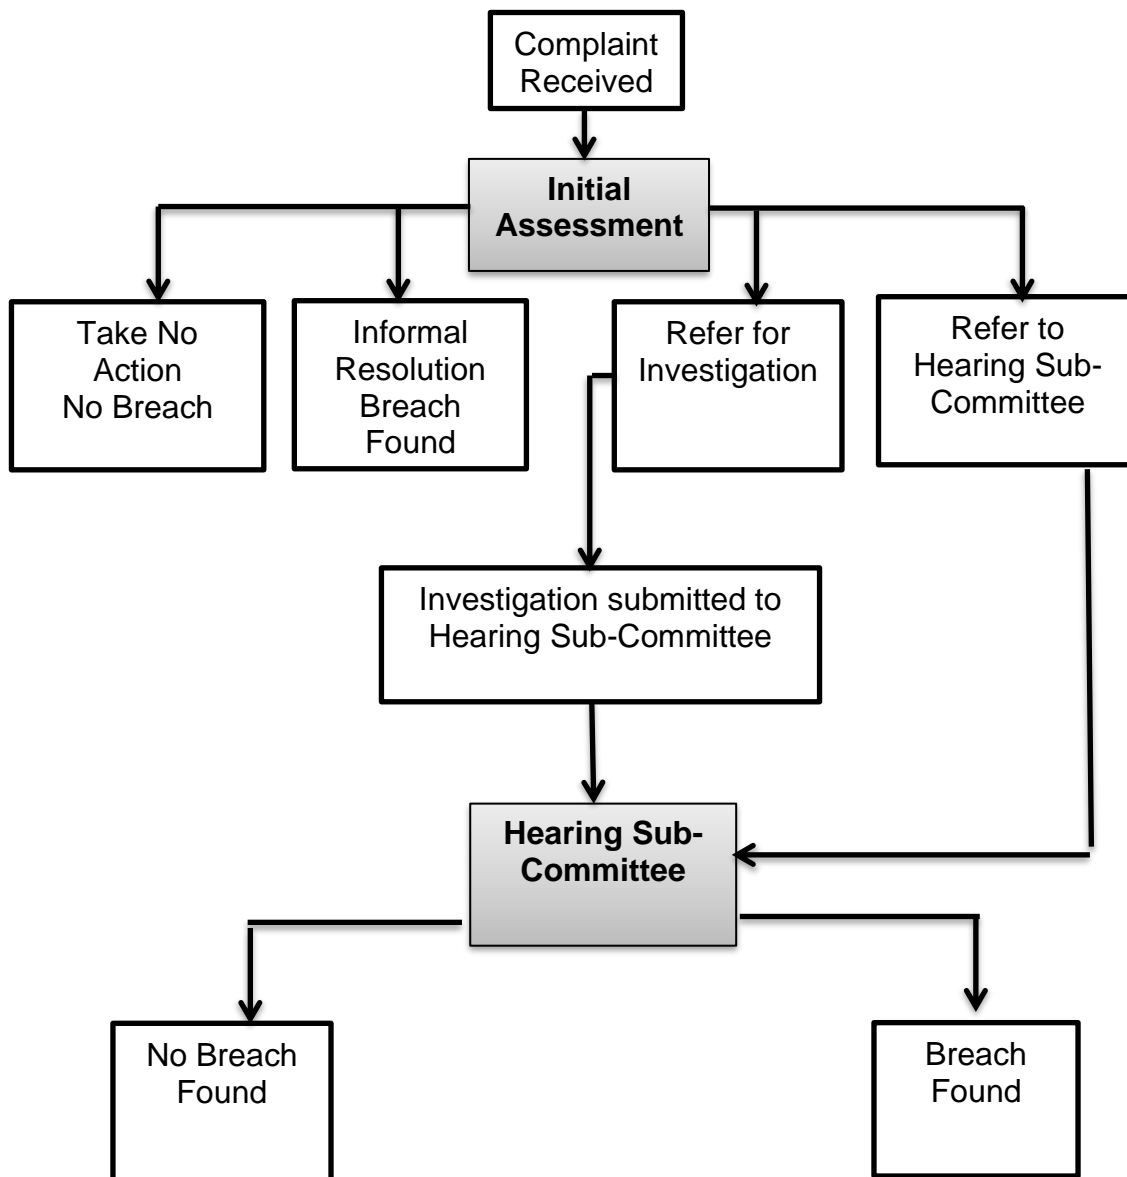 Complaint
Received
Initial
Assessment
Take No
Action
No Breach
Informal
Resolution
Breach
Found
Refer for
Investigation
Refer to
Hearing Sub-
Committee
Investigation submitted to
Hearing Sub-Committee
Hearing Sub-
Committee
No Breach
Found
Breach
Found